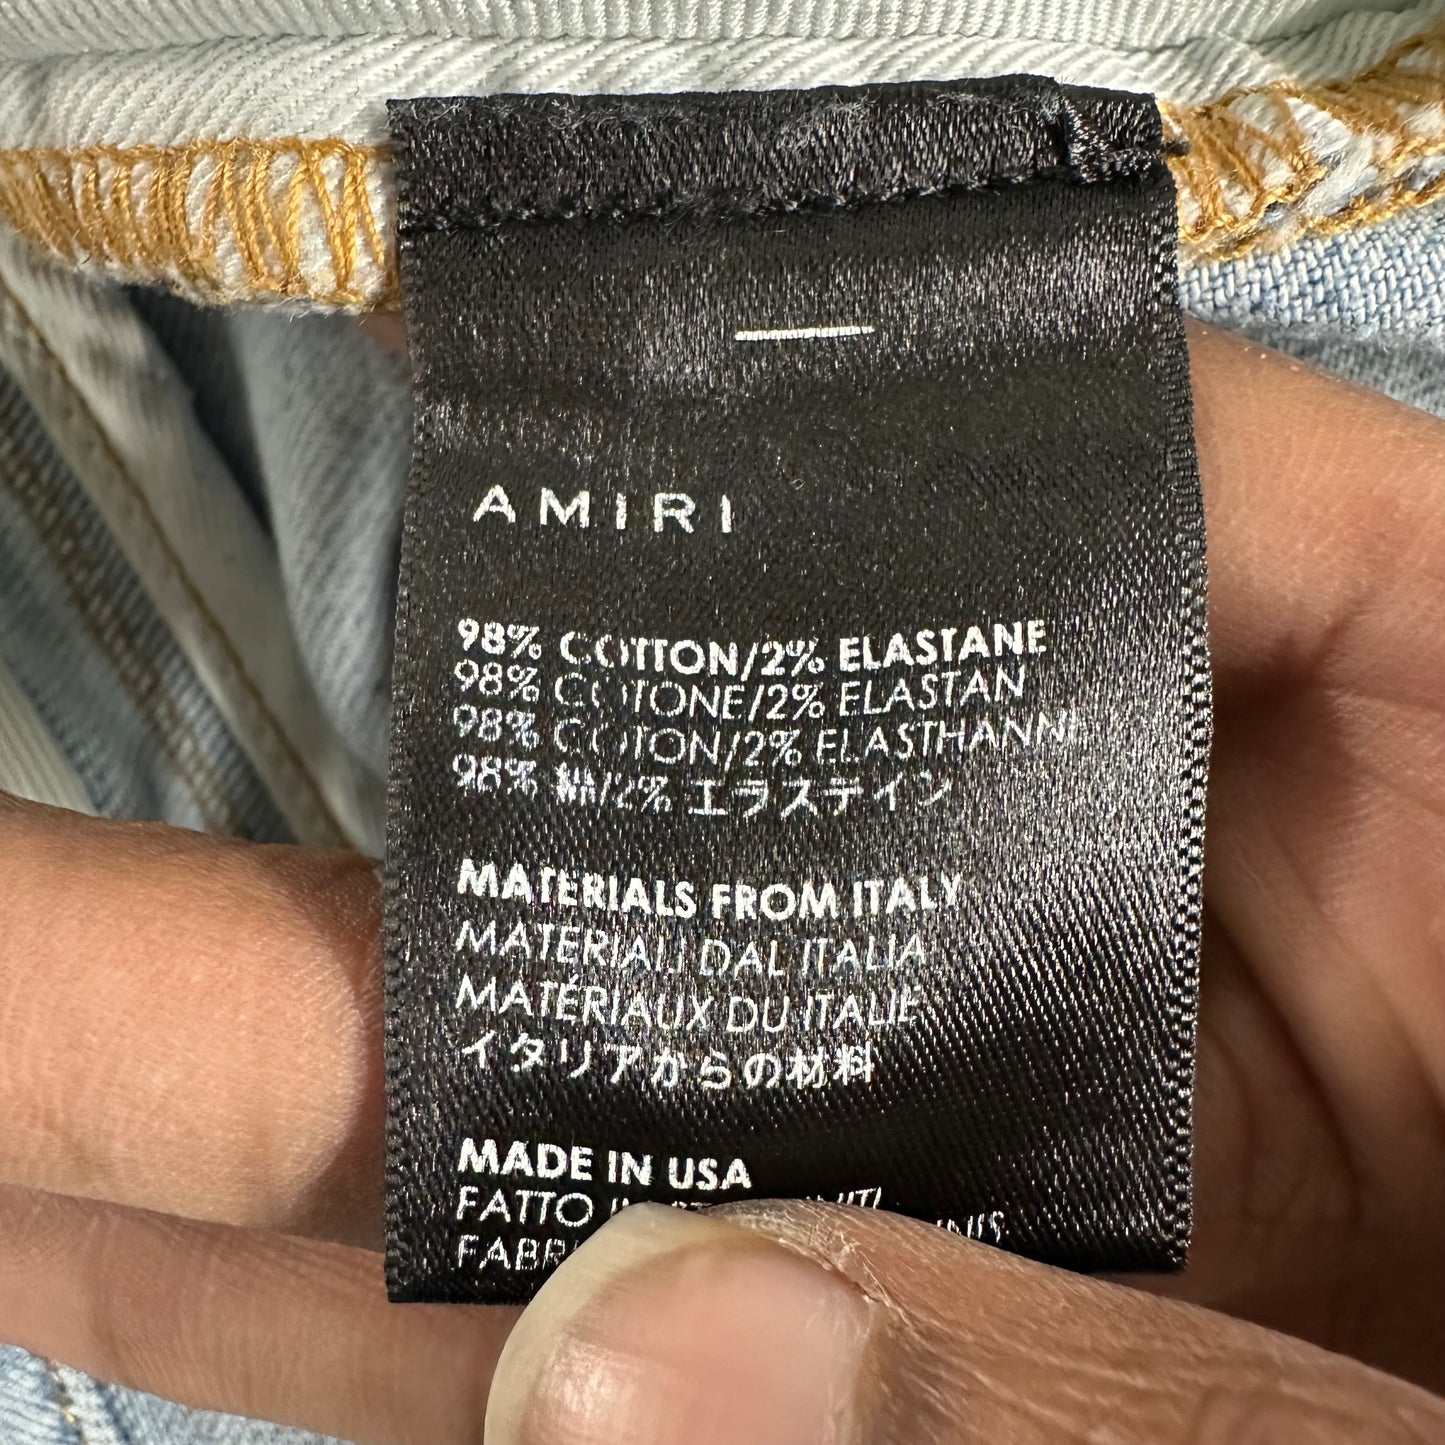 AMIRI
98% COTTON/2% ELASTANE
98% COTONE/2% ELASTAN
98% COTON/2% ELASTHANN
98% 綿/2% エラステイン
MATERIALS FROM ITALY
MATERIALI DAL ITALIA
MATÉRIAUX DU ITALIE
イタリアからの材料
MADE IN USA
FATTO